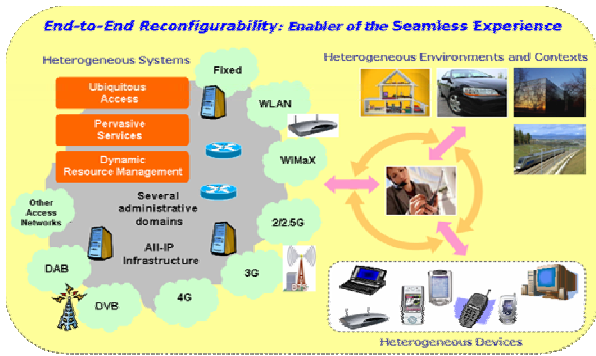 End-to-End Reconfigurability: Enabler of the Seamless Experience
Heterogeneous Systems
Heterogeneous Environments and Contexts
Fixed
Ubiquitous
Access
WLAN
Pervasive
Services
WiMaX
Dynamic
Resource Management
Several
administrative
domains
Other
Access
Networks
2/2.5G
All-IP
Infrastructure
3G
DAB
4G
DVB
Heterogeneous Devices